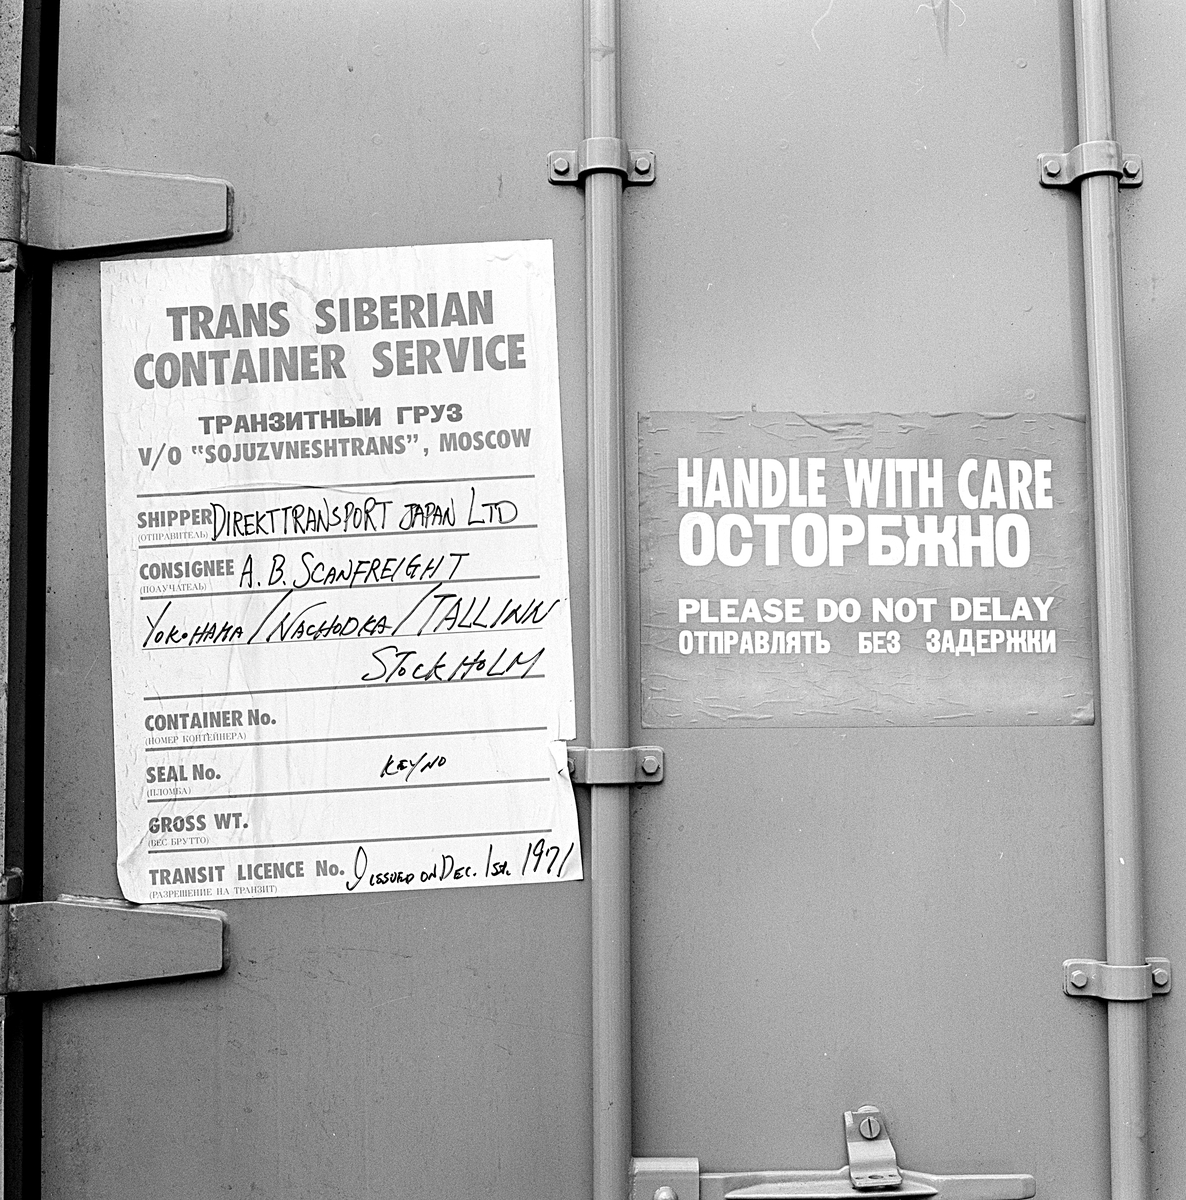 TRANS SIBERIAN
CONTAINER SERVICE
ТРАНЗИТНЫЙ ГРУЗ
V/O "SOJUZVNESHTRANS", MOSCOW
SHIPPER DIREKTTRANSPORT JAPAN LTD
(ОТПРАВИТЕЛЬ)
CONSIGNEE A.B. SCANFREIGHT
(ПОЛУЧАТЕЛЬ)
YOKOHAMA/NACHODKA/TALLINN
STOCKHOLM
CONTAINER No.
(НОМЕР КОНТЕЙНЕРА)
SEAL No. KEYNO
(ПЛОМБА)
GROSS WT.
(ВЕС БРУТТО)
TRANSIT LICENCE No. ISSUED ON DEC. 1st. 1971
(РАЗРЕШЕНИЕ НА ТРАНЗИТ)
HANDLE WITH CARE
ОСТОРБЖНО
PLEASE DO NOT DELAY
ОТПРАВЛЯТЬ БЕЗ ЗАДЕРЖКИ